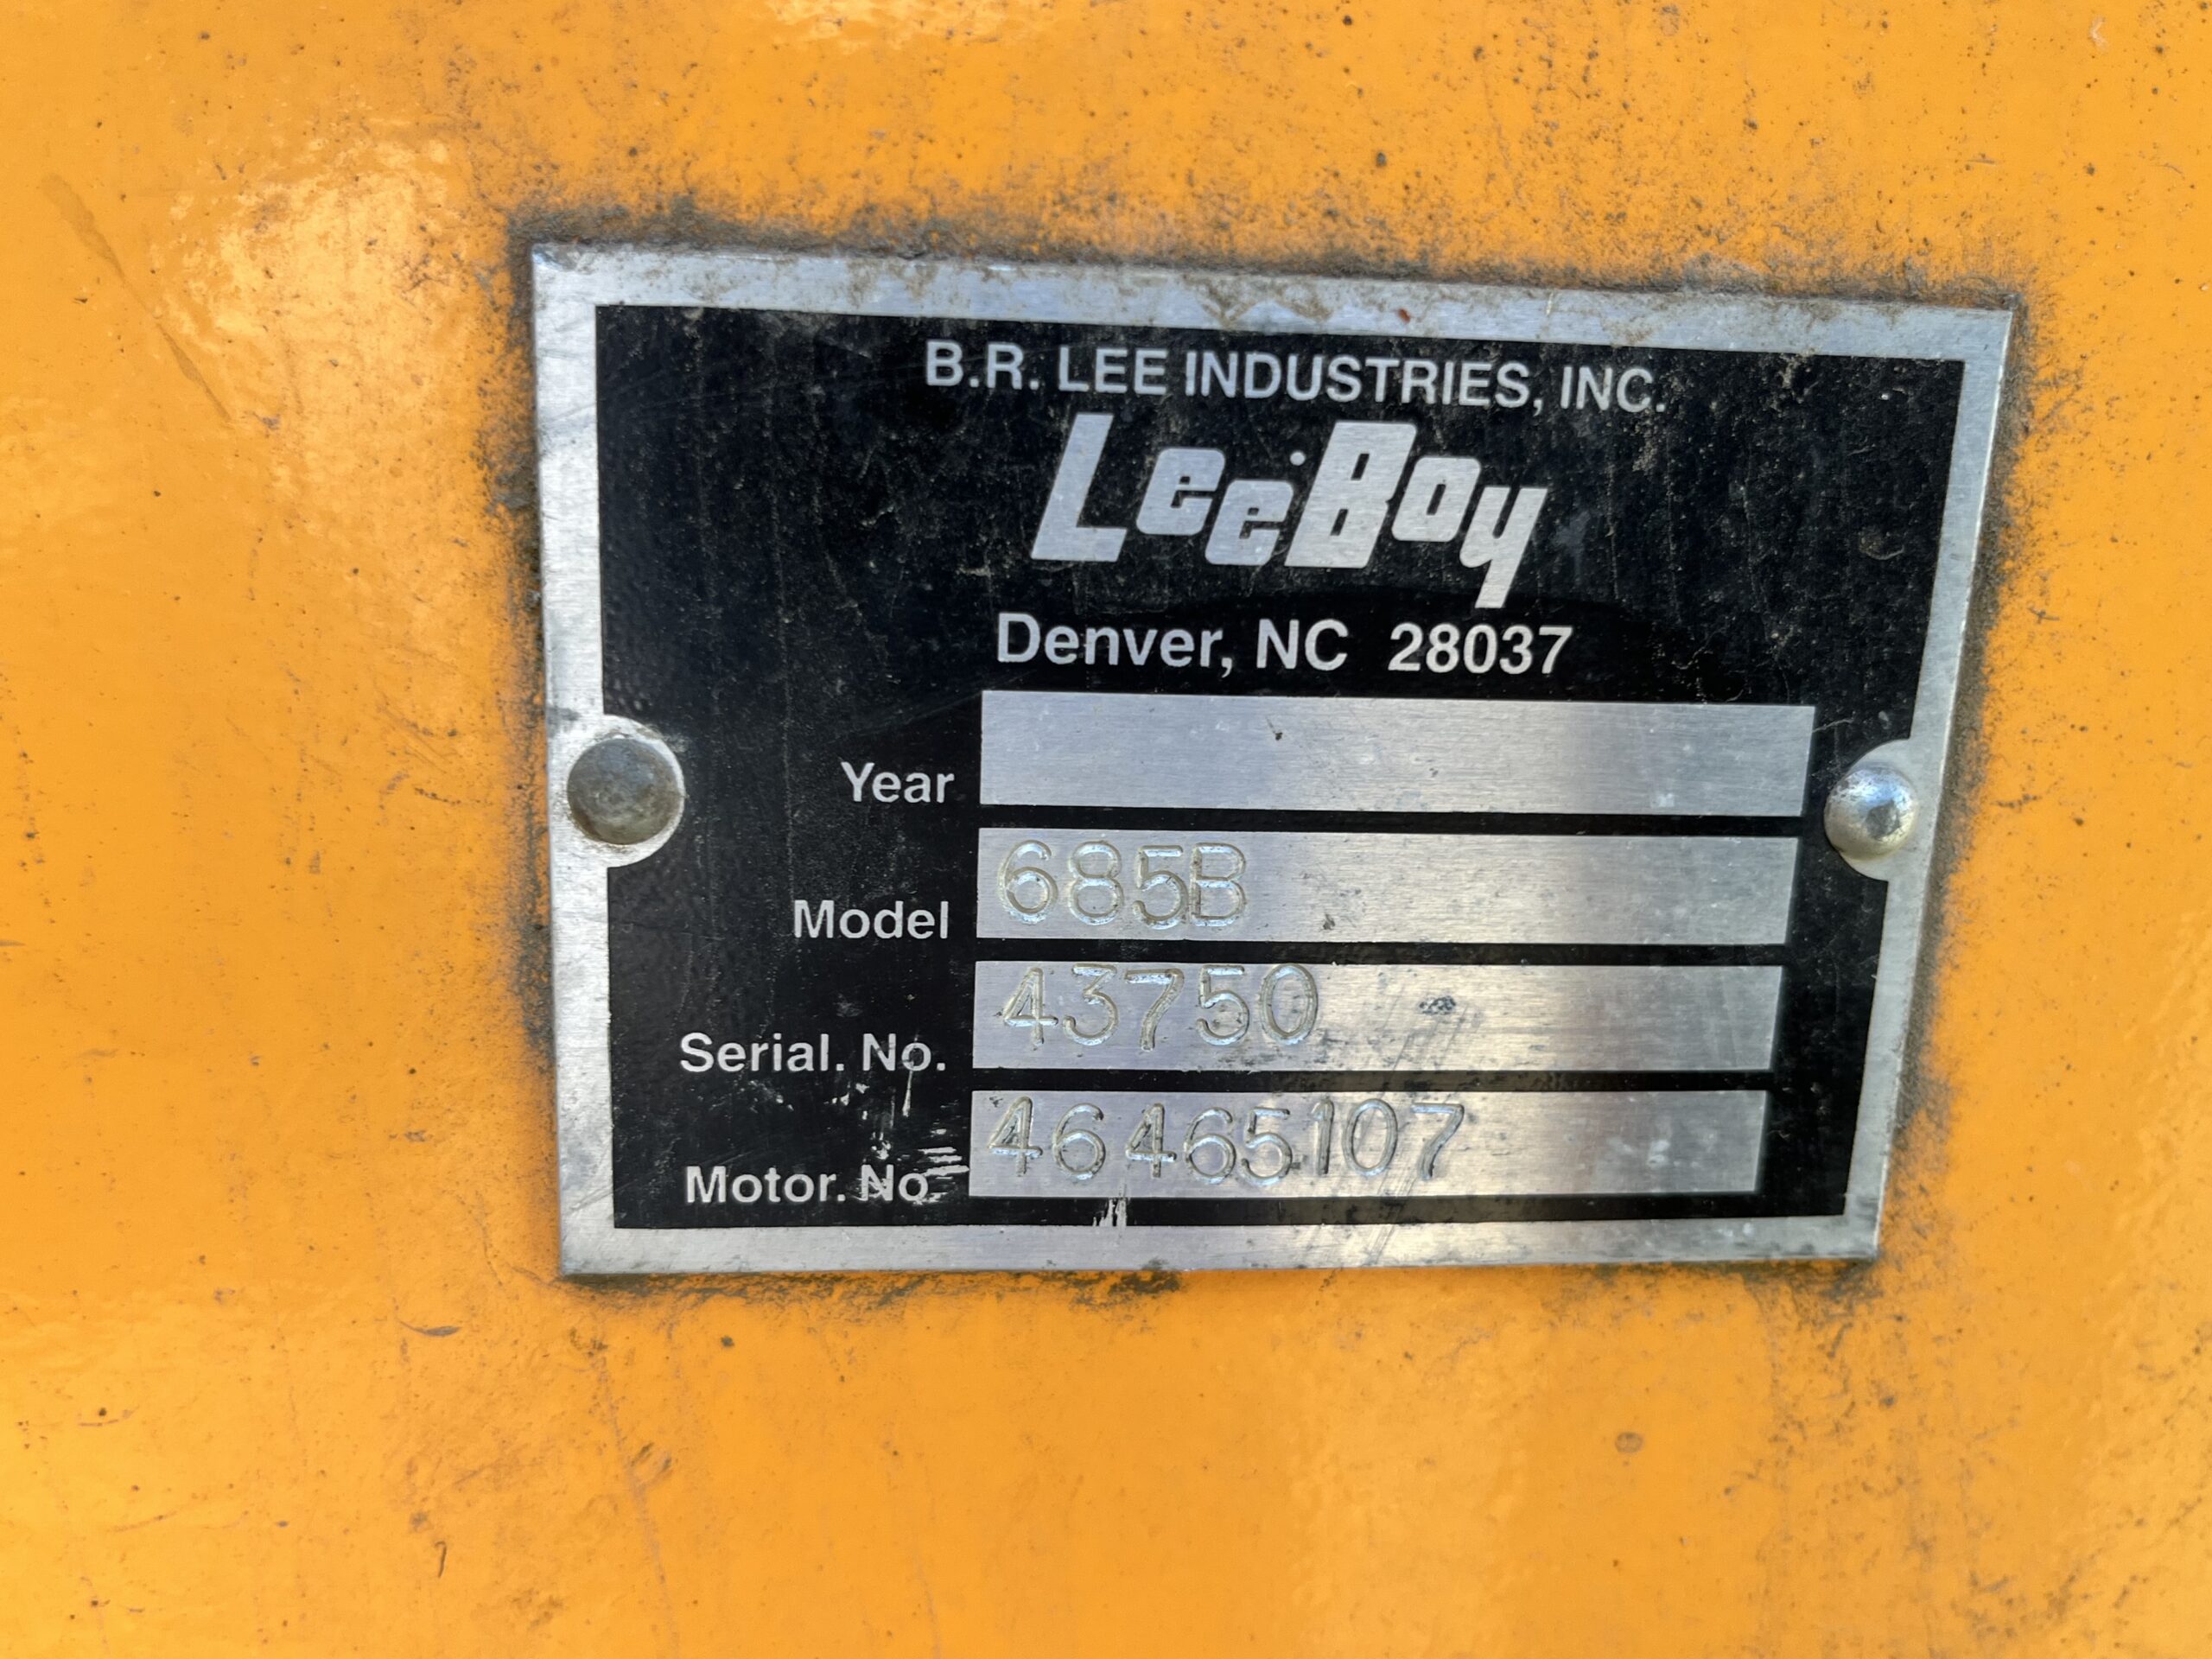 B.R. LEE INDUSTRIES, INC.
LeeBoy
Denver, NC 28037
Year
Model 685B
Serial. No. 43750
Motor. No. 46465107